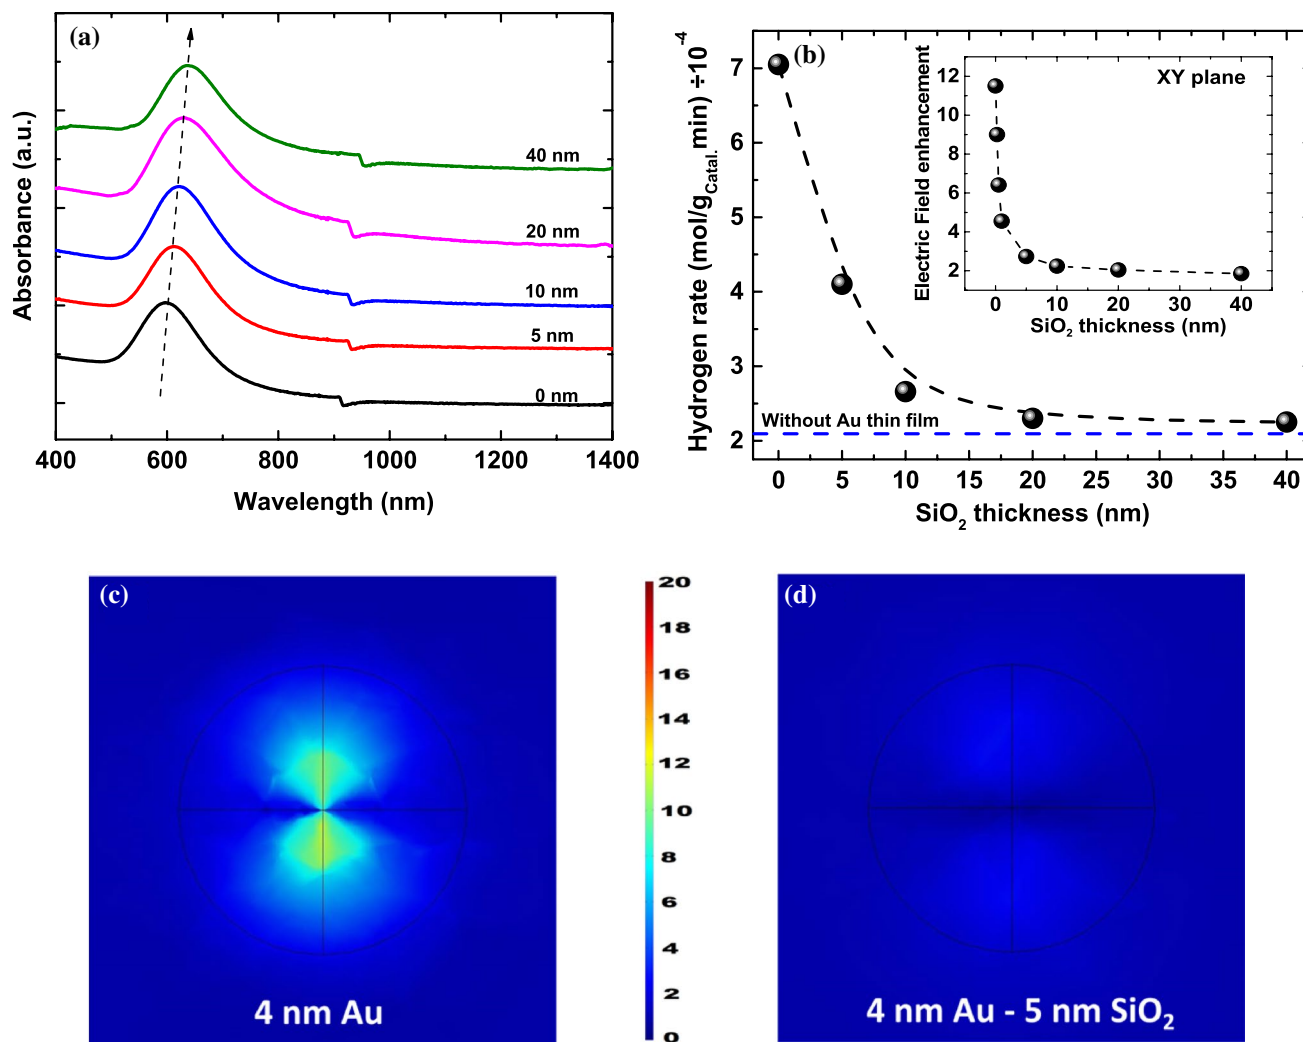 (a)
Absorbance (a.u.)
40 nm
20 nm
10 nm
5 nm
0 nm
400 600 800 1000 1200 1400
Wavelength (nm)
(b)
Hydrogen rate (mol/g_Catal. min) ÷10⁻⁴
7
6
5
4
3
2
Without Au thin film
0 5 10 15 20 25 30 35 40
SiO₂ thickness (nm)
XY plane
Electric Field enhancement
12
10
8
6
4
2
0 10 20 30 40
SiO₂ thickness (nm)
(c)
4 nm Au
20
18
16
14
12
10
8
6
4
2
0
(d)
4 nm Au - 5 nm SiO₂